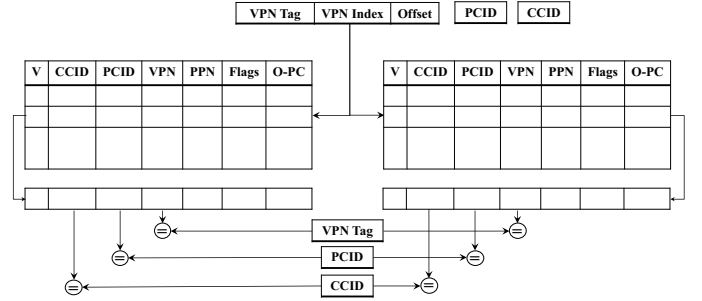 VPN Tag VPN Index Offset PCID CCID
V CCID PCID VPN PPN Flags O-PC V CCID PCID VPN PPN Flags O-PC
= VPN Tag =
= PCID =
= CCID =